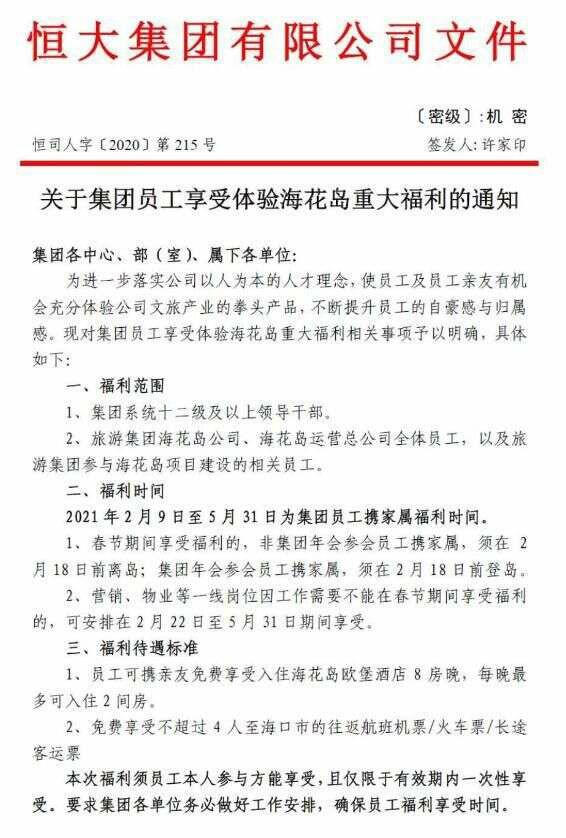 恒大集团有限公司文件
〔密级〕:机 密
恒司人字〔2020〕第 215 号 签发人:许家印
关于集团员工享受体验海花岛重大福利的通知
集团各中心、部（室）、属下各单位:
为进一步落实公司以人为本的人才理念，使员工及员工亲友有机
会充分体验公司文旅产业的拳头产品，不断提升员工的自豪感与归属
感。现对集团员工享受体验海花岛重大福利相关事项予以明确，具体
如下:
一、福利范围
1、集团系统十二级及以上领导干部。
2、旅游集团海花岛公司、海花岛运营总公司全体员工，以及旅
游集团参与海花岛项目建设的相关员工。
二、福利时间
2021 年 2 月 9 日至 5 月 31 日为集团员工携家属福利时间。
1、春节期间享受福利的，非集团年会参会员工携家属，须在 2
月 18 日前离岛；集团年会参会员工携家属，须在 2 月 18 日前登岛。
2、营销、物业等一线岗位因工作需要不能在春节期间享受福利
的，可安排在 2 月 22 日至 5 月 31 日期间享受。
三、福利待遇标准
1、员工可携亲友免费享受入住海花岛欧堡酒店 8 房晚，每晚最
多可入住 2 间房。
2、免费享受不超过 4 人至海口市的往返航班机票/火车票/长途
客运票
本次福利须员工本人参与方能享受，且仅限于有效期内一次性享
受。要求集团各单位务必做好工作安排，确保员工福利享受时间。